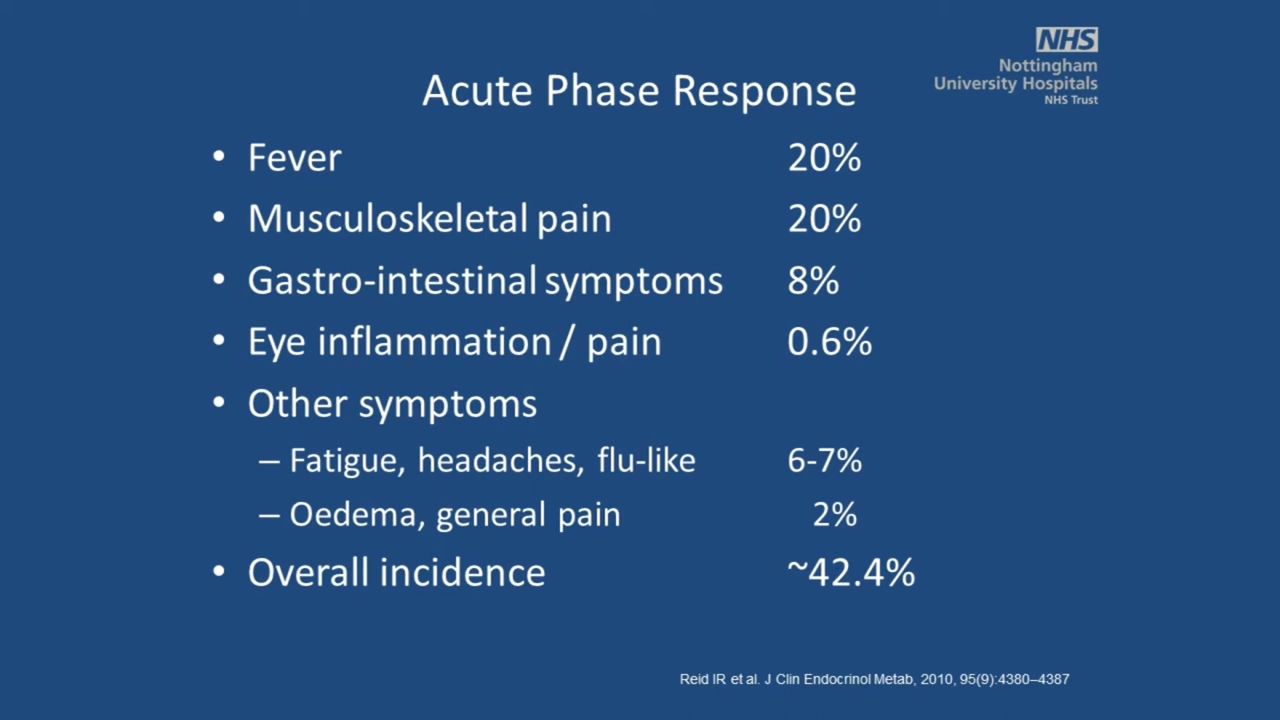 NHS
Nottingham
University Hospitals
NHS Trust
Acute Phase Response
• Fever 20%
• Musculoskeletal pain 20%
• Gastro-intestinal symptoms 8%
• Eye inflammation / pain 0.6%
• Other symptoms
– Fatigue, headaches, flu-like 6-7%
– Oedema, general pain 2%
• Overall incidence ~42.4%
Reid IR et al. J Clin Endocrinol Metab, 2010, 95(9):4380–4387